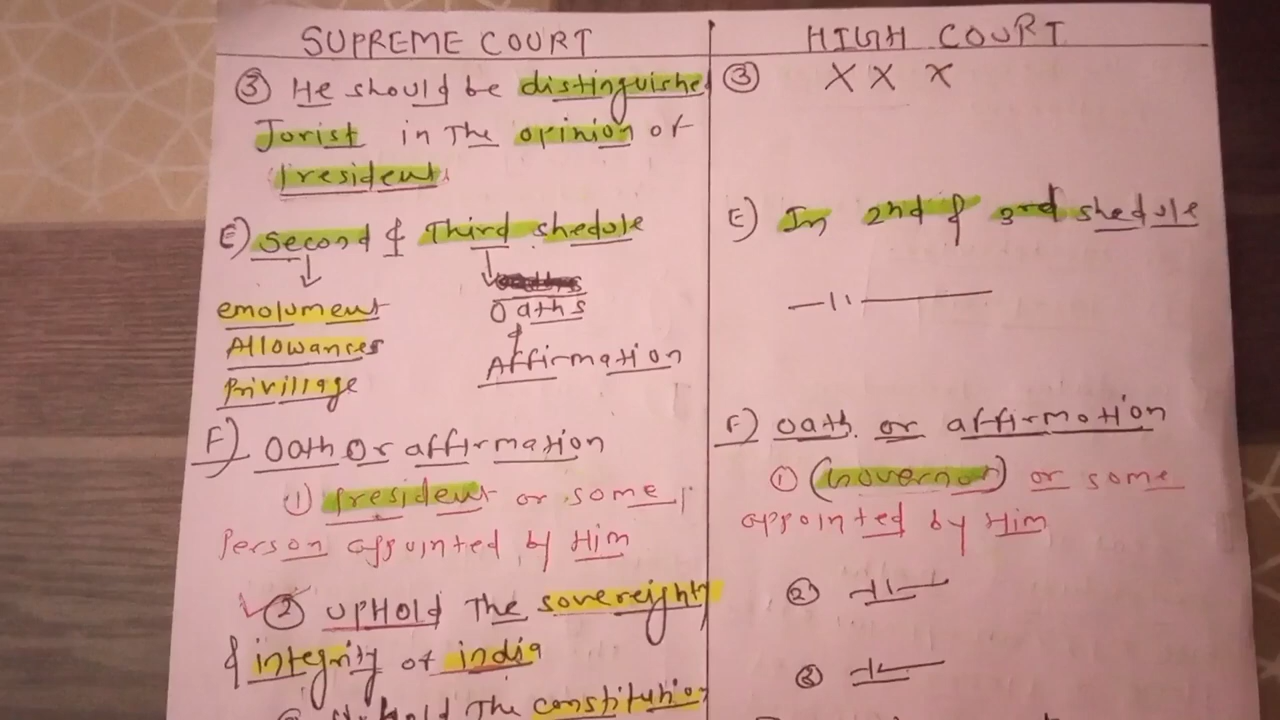 SUPREME COURT
③ He should be distinguishe
Jorist in The opinion of
President.
E) Second & Third shedule
emolument
Allowances
Privillage
Oaths
&
Affirmation
F) Oath Or affirmation
① President or some
Person appointed by Him
② UPHOLd The sovereighty
& integrity of india
The constitution
HIGH COURT
③ X X X
E) In 2nd & 3rd shedule
—11———
F) Oath or affirmation
① (Governor) or some
appointed by Him
② —11—
③ —11—